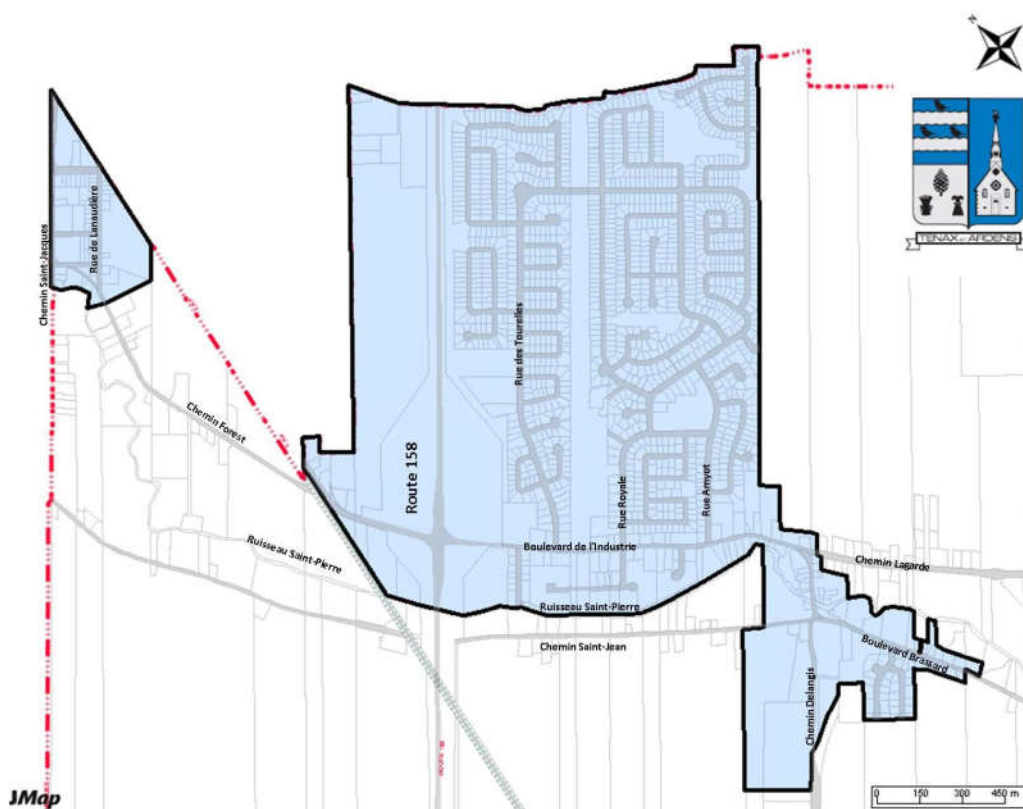 N
TENAX et ARDENS
Chemin Saint-Jacques
Rue de Lanaudière
Chemin Forest
Ruisseau Saint-Pierre
Route 158
Rue des Tourelles
Rue Royale
Rue Amyot
Boulevard de l'Industrie
Chemin Lagarde
Ruisseau Saint-Pierre
Chemin Saint-Jean
Boulevard Brassard
Chemin Delangis
JMap
0 150 300 450 m